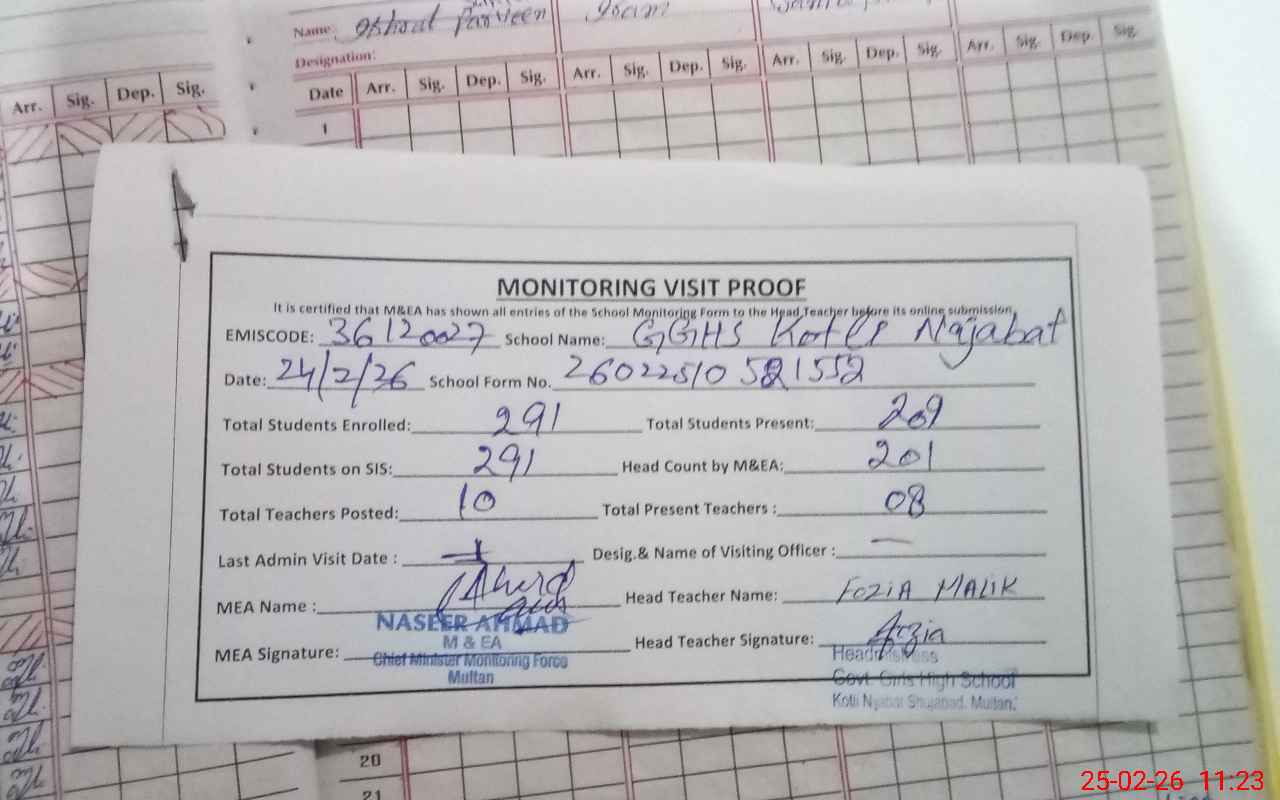 Name: Ishrat Parveen
Designation:
Arr. Sig. Dep. Sig.
Date Arr. Sig. Dep. Sig. Arr. Sig. Dep. Sig. Arr. Sig. Dep. Sig. Arr. Sig. Dep. Sig.
1
MONITORING VISIT PROOF
It is certified that M&EA has shown all entries of the School Monitoring Form to the Head Teacher before its online submission.
EMISCODE: 36120027 School Name: GGHS Kotli Najabat
Date: 24/2/26 School Form No.
Total Students Enrolled: 291 Total Students Present: 209
Total Students on SIS: 291 Head Count by M&EA: 201
Total Teachers Posted: 10 Total Present Teachers : 08
Last Admin Visit Date : Desig.& Name of Visiting Officer : —
MEA Name : Head Teacher Name: FOZIA MALIK
NASEER AHMAD
M & EA
MEA Signature: Head Teacher Signature: Fozia
Chief Minister Monitoring Force
Multan
Headmistress
Govt. Girls High School
Kotli Njabat Shujabad. Multan.
20
21
25-02-26 11:23